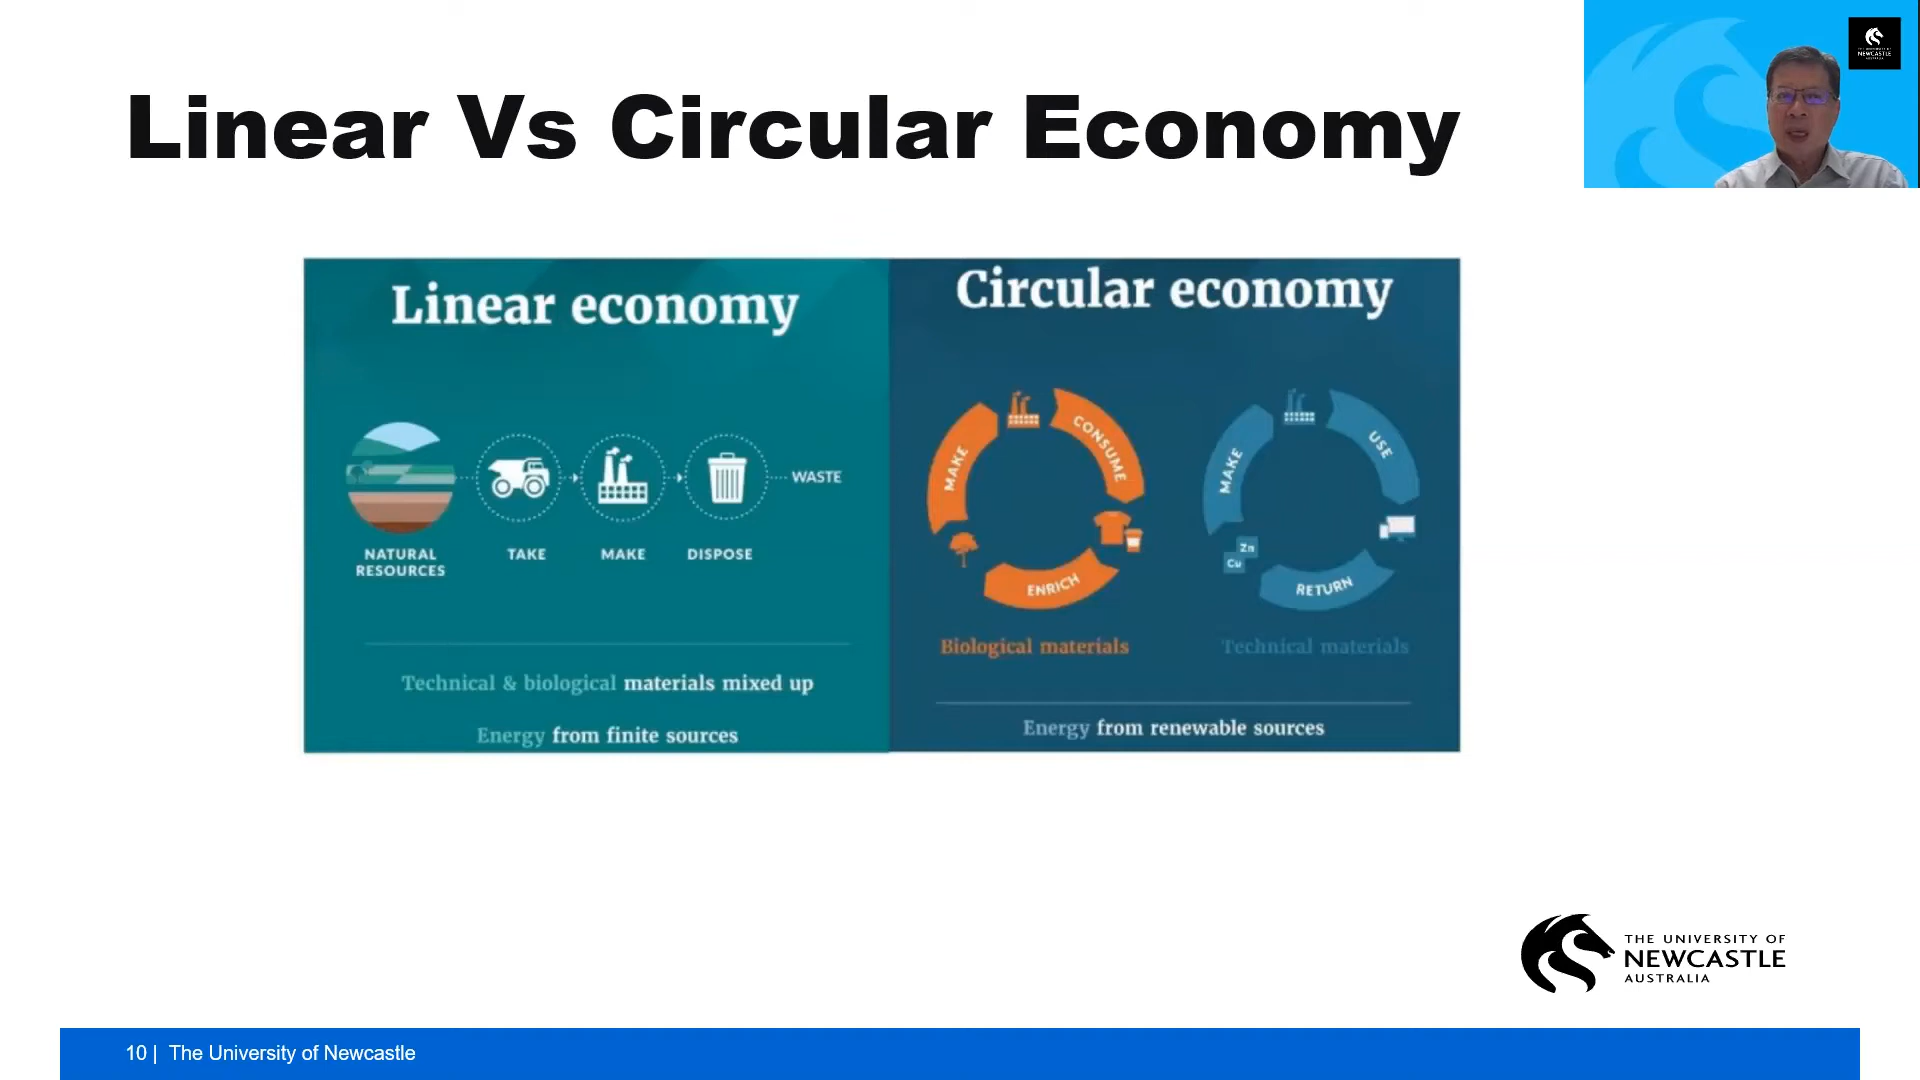 Linear Vs Circular Economy
NEWCASTLE
Linear economy
NATURAL
RESOURCES
TAKE
MAKE
DISPOSE
WASTE
Technical & biological materials mixed up
Energy from finite sources
Circular economy
MAKE
CONSUME
ENRICH
Biological materials
MAKE
USE
RETURN
Zn
Cu
Technical materials
Energy from renewable sources
THE UNIVERSITY OF
NEWCASTLE
AUSTRALIA
10 | The University of Newcastle